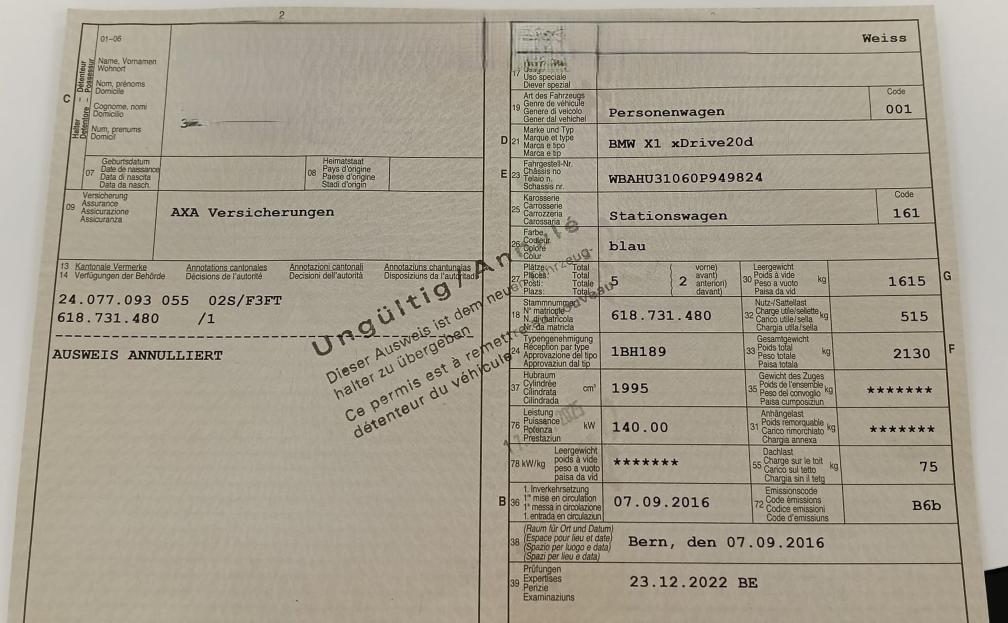 2
01–06
Name, Vornamen
Wohnort
Nom, prénoms
Domicile
Cognome, nomi
Domicilio
Num, prenums
Domicil
C
Halter – Détenteur
Detentore – Possessur
07
Geburtsdatum
Date de naissance
Data di nascita
Data da nasch.
08
Heimatstaat
Pays d'origine
Paese d'origine
Stadi d'origin
09
Versicherung
Assurance
Assicurazione
Assicuranza
AXA Versicherungen
13 Kantonale Vermerke
14 Verfügungen der Behörde
Annotations cantonales
Décisions de l'autorité
Annotazioni cantonali
Decisioni dell'autorità
Annotaziuns chantunalas
Disposiziuns da l'autoritad
24.077.093 055 02S/F3FT
618.731.480 /1
AUSWEIS ANNULLIERT
Ungültig/Annulé
Dieser Ausweis ist dem neuen Fahrzeug-
halter zu übergeben
Ce permis est à remettre au nouveau
détenteur du véhicule
Weiss
17
Uso speciale
Diever spezial
19
Art des Fahrzeugs
Genre de véhicule
Genere di veicolo
Gener dal vehichel
Personenwagen
Code
001
D 21
Marke und Typ
Marque et type
Marca e tipo
Marca e tip
BMW X1 xDrive20d
E 23
Fahrgestell-Nr.
Châssis no
Telaio n.
Schassis nr.
WBAHU31060P949824
25
Karosserie
Carrosserie
Carrozzeria
Carossaria
Stationswagen
Code
161
26
Farbe
Couleur
Colore
Colur
blau
27
Plätze: Total
Places: Total
Posti: Totale
Plazs: Total
5
( vorne)
( 2 avant)
( anteriori)
( davant)
30
Leergewicht
Poids à vide
Peso a vuoto
Paisa da vid
kg
1615
G
18
Stammnummer
N° matricule
N. di matricola
Nr. da matricla
618.731.480
32
Nutz-/Sattellast
Charge utile/sellette
Carico utile/sella
Chargia utila/sella
kg
515
24
Typengenehmigung
Réception par type
Approvazione del tipo
Approvaziun dal tip
1BH189
33
Gesamtgewicht
Poids total
Peso totale
Paisa totala
kg
2130
F
37
Hubraum
Cylindrée
Cilindrata
Cilindrada
cm³
1995
35
Gewicht des Zuges
Poids de l'ensemble
Peso del convoglio
Paisa cumposiziun
kg
*******
76
Leistung
Puissance
Potenza
Prestaziun
kW
140.00
31
Anhängelast
Poids remorquable
Carico rimorchiato
Chargia annexa
kg
*******
78 kW/kg
Leergewicht
poids à vide
peso a vuoto
paisa da vid
*******
55
Dachlast
Charge sur le toit
Carico sul tetto
Chargia sin il tetg
kg
75
B 36
1. Inverkehrsetzung
1re mise en circulation
1a messa in circolazione
1. entrada en circulaziun
07.09.2016
72
Emissionscode
Code émissions
Codice emissioni
Code d'emissiuns
B6b
38
(Raum für Ort und Datum)
(Espace pour lieu et date)
(Spazio per luogo e data)
(Spazi per lieu e data)
Bern, den 07.09.2016
39
Prüfungen
Expertises
Perizie
Examinaziuns
23.12.2022 BE